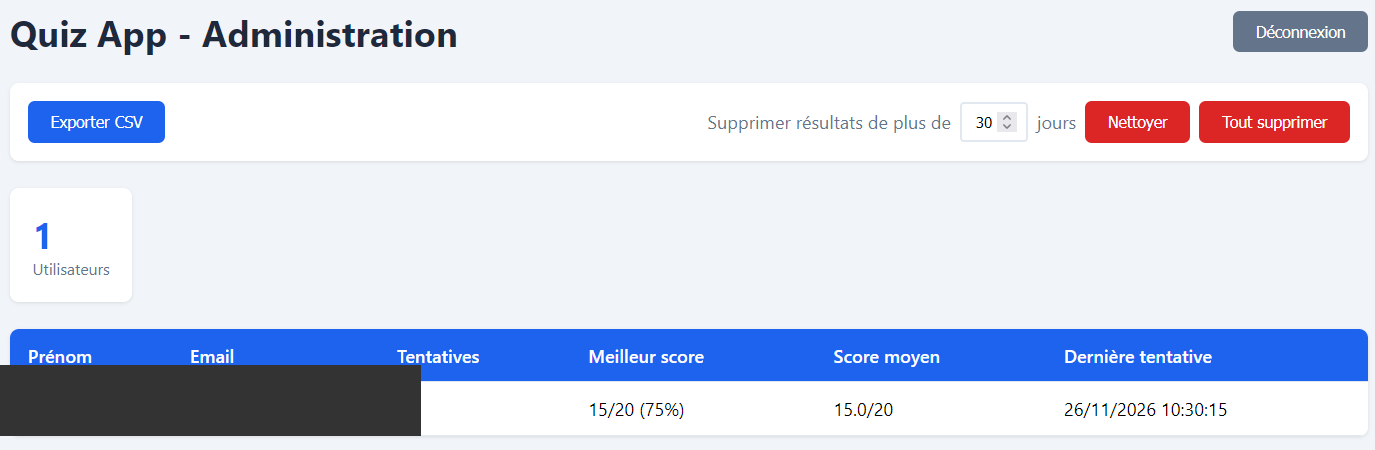 Quiz App - Administration
Déconnexion
Exporter CSV
Supprimer résultats de plus de 30 jours
Nettoyer
Tout supprimer
1
Utilisateurs
Prénom Email Tentatives Meilleur score Score moyen Dernière tentative
15/20 (75%) 15.0/20 26/11/2026 10:30:15